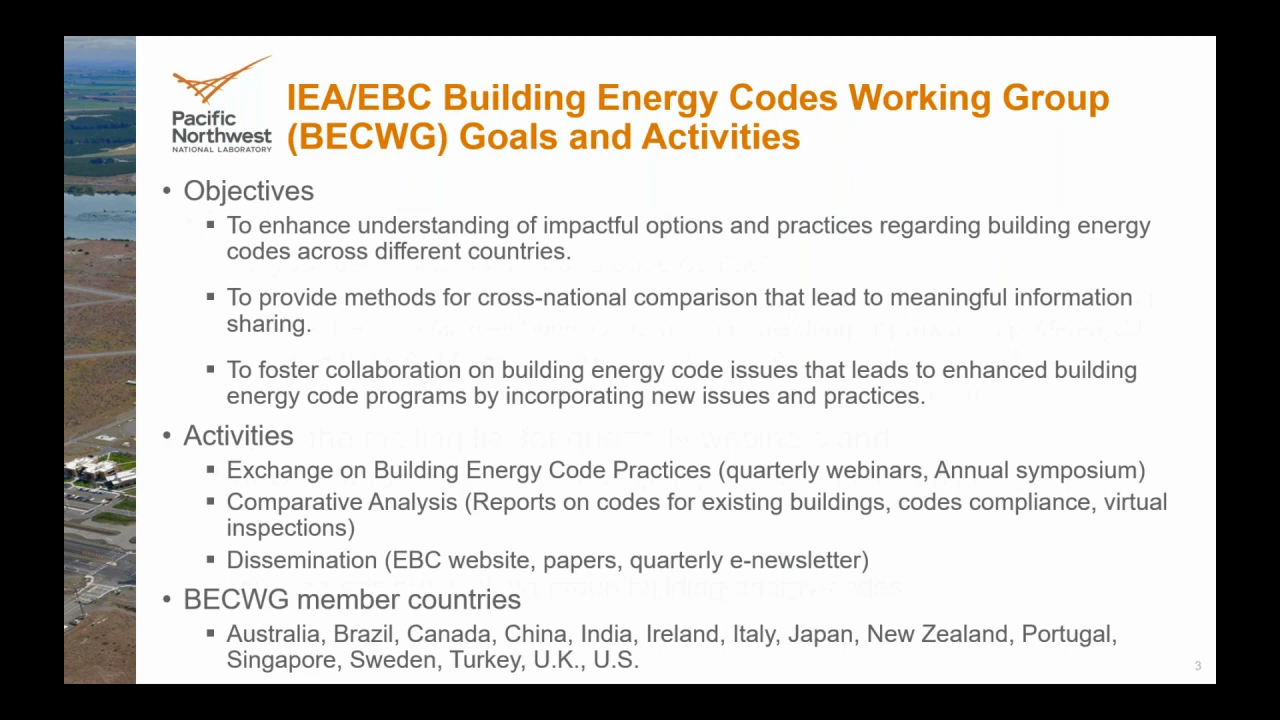 Pacific
Northwest
NATIONAL LABORATORY
IEA/EBC Building Energy Codes Working Group
(BECWG) Goals and Activities
• Objectives
▪ To enhance understanding of impactful options and practices regarding building energy
codes across different countries.
▪ To provide methods for cross-national comparison that lead to meaningful information
sharing.
▪ To foster collaboration on building energy code issues that leads to enhanced building
energy code programs by incorporating new issues and practices.
• Activities
▪ Exchange on Building Energy Code Practices (quarterly webinars, Annual symposium)
▪ Comparative Analysis (Reports on codes for existing buildings, codes compliance, virtual
inspections)
▪ Dissemination (EBC website, papers, quarterly e-newsletter)
• BECWG member countries
▪ Australia, Brazil, Canada, China, India, Ireland, Italy, Japan, New Zealand, Portugal,
Singapore, Sweden, Turkey, U.K., U.S.
3